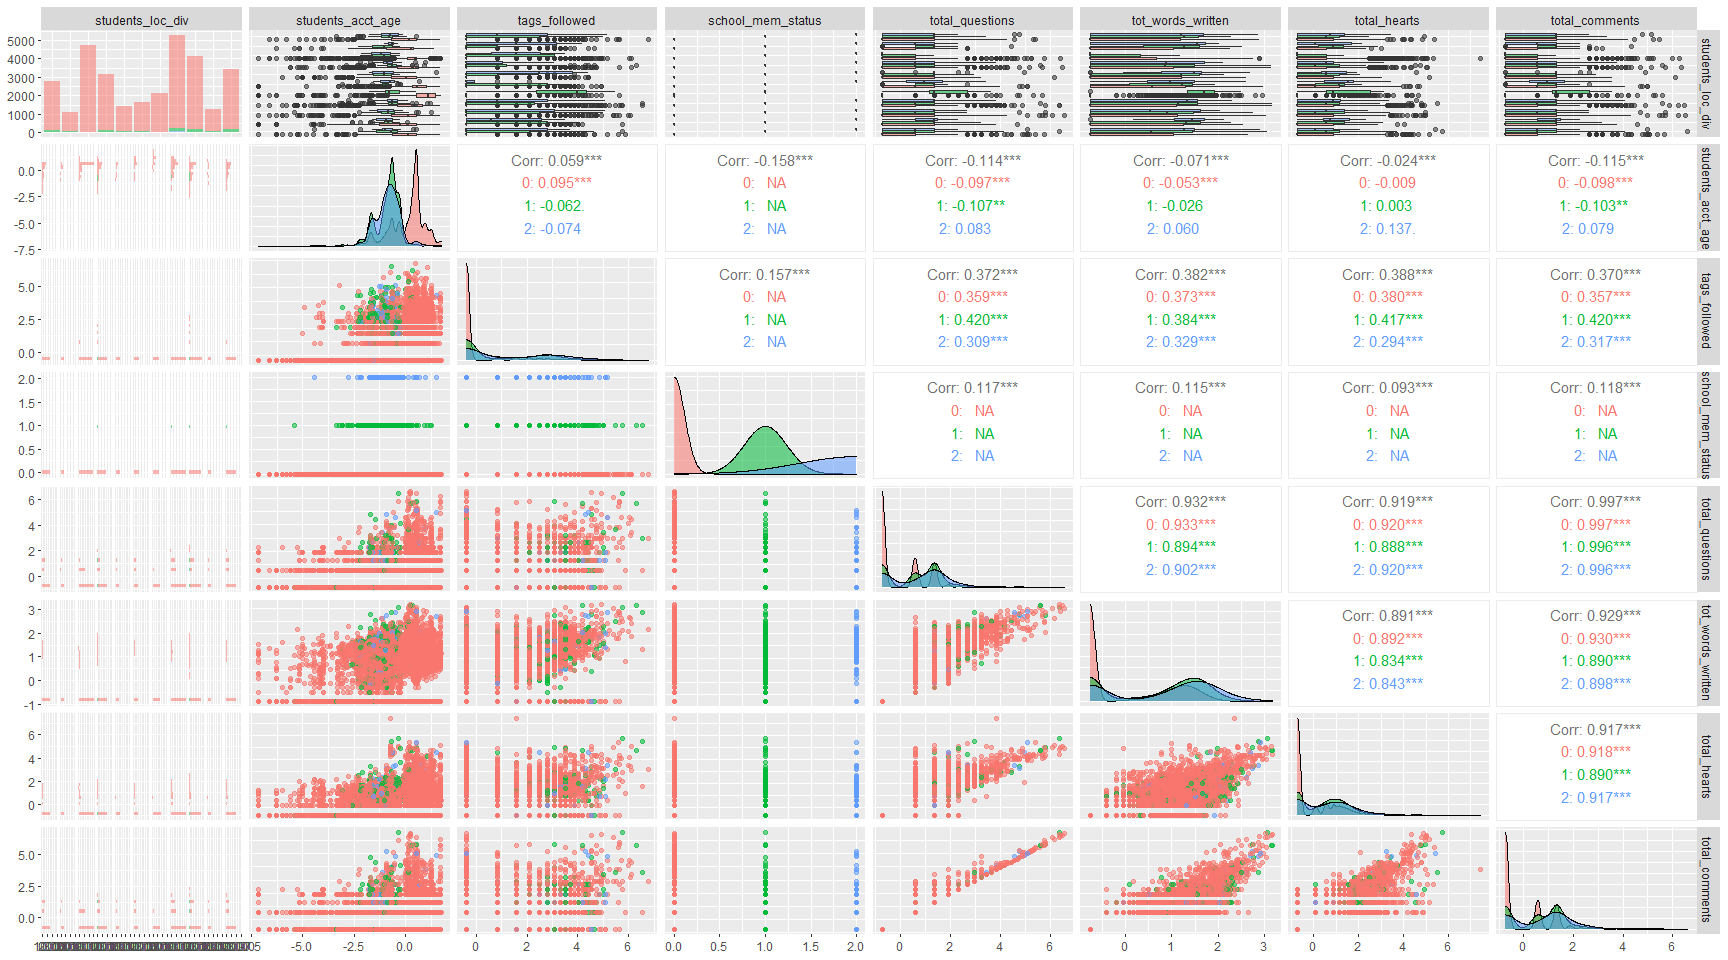 students_loc_div students_acct_age tags_followed school_mem_status total_questions tot_words_written total_hearts total_comments
5000
4000
3000
2000
1000
0
students_loc_div
0.0
-2.5
-5.0
-7.5
Corr: 0.059*** Corr: -0.158*** Corr: -0.114*** Corr: -0.071*** Corr: -0.024*** Corr: -0.115***
0: 0.095*** 0: NA 0: -0.097*** 0: -0.053*** 0: -0.009 0: -0.098***
1: -0.062. 1: NA 1: -0.107** 1: -0.026 1: 0.003 1: -0.103**
2: -0.074 2: NA 2: 0.083 2: 0.060 2: 0.137. 2: 0.079
students_acct_age
5.0
2.5
0.0
Corr: 0.157*** Corr: 0.372*** Corr: 0.382*** Corr: 0.388*** Corr: 0.370***
0: NA 0: 0.359*** 0: 0.373*** 0: 0.380*** 0: 0.357***
1: NA 1: 0.420*** 1: 0.384*** 1: 0.417*** 1: 0.420***
2: NA 2: 0.309*** 2: 0.329*** 2: 0.294*** 2: 0.317***
tags_followed
2.0
1.5
1.0
0.5
0.0
Corr: 0.117*** Corr: 0.115*** Corr: 0.093*** Corr: 0.118***
0: NA 0: NA 0: NA 0: NA
1: NA 1: NA 1: NA 1: NA
2: NA 2: NA 2: NA 2: NA
school_mem_status
6
4
2
0
Corr: 0.932*** Corr: 0.919*** Corr: 0.997***
0: 0.933*** 0: 0.920*** 0: 0.997***
1: 0.894*** 1: 0.888*** 1: 0.996***
2: 0.902*** 2: 0.920*** 2: 0.996***
total_questions
3
2
1
0
-1
Corr: 0.891*** Corr: 0.929***
0: 0.892*** 0: 0.930***
1: 0.834*** 1: 0.890***
2: 0.843*** 2: 0.898***
tot_words_written
6
4
2
0
Corr: 0.917***
0: 0.918***
1: 0.890***
2: 0.917***
total_hearts
5.0
2.5
0.0
total_comments
-5.0 -2.5 0.0 0 2 4 6 0.0 0.5 1.0 1.5 2.0 0 2 4 6 0 1 2 3 0 2 4 6 0 2 4 6